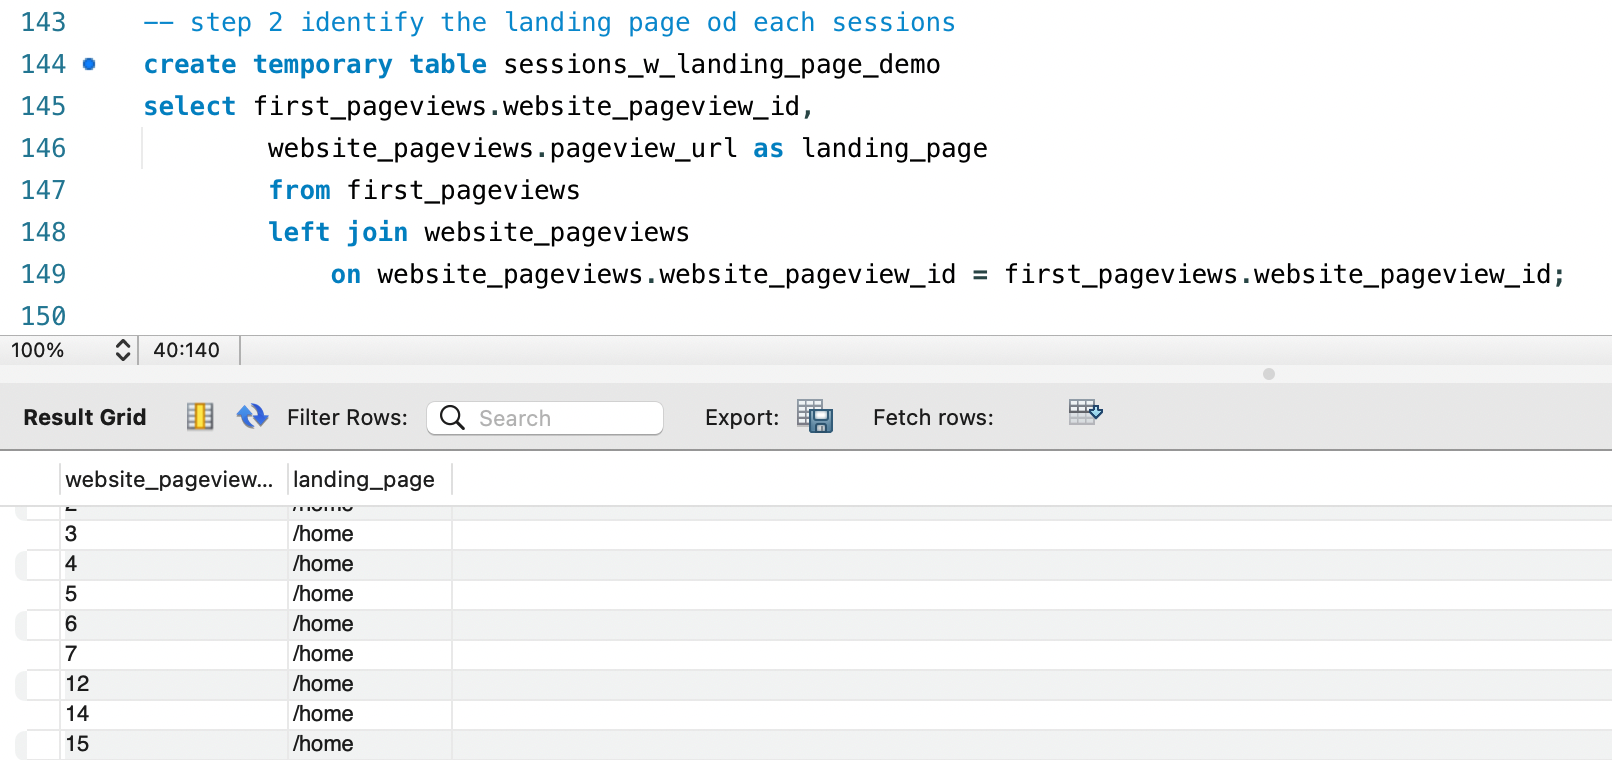 143 -- step 2 identify the landing page od each sessions
144 create temporary table sessions_w_landing_page_demo
145 select first_pageviews.website_pageview_id,
146 website_pageviews.pageview_url as landing_page
147 from first_pageviews
148 left join website_pageviews
149 on website_pageviews.website_pageview_id = first_pageviews.website_pageview_id;
150
100% 40:140
Result Grid Filter Rows: Search Export: Fetch rows:
website_pageview... landing_page
2 /home
3 /home
4 /home
5 /home
6 /home
7 /home
12 /home
14 /home
15 /home